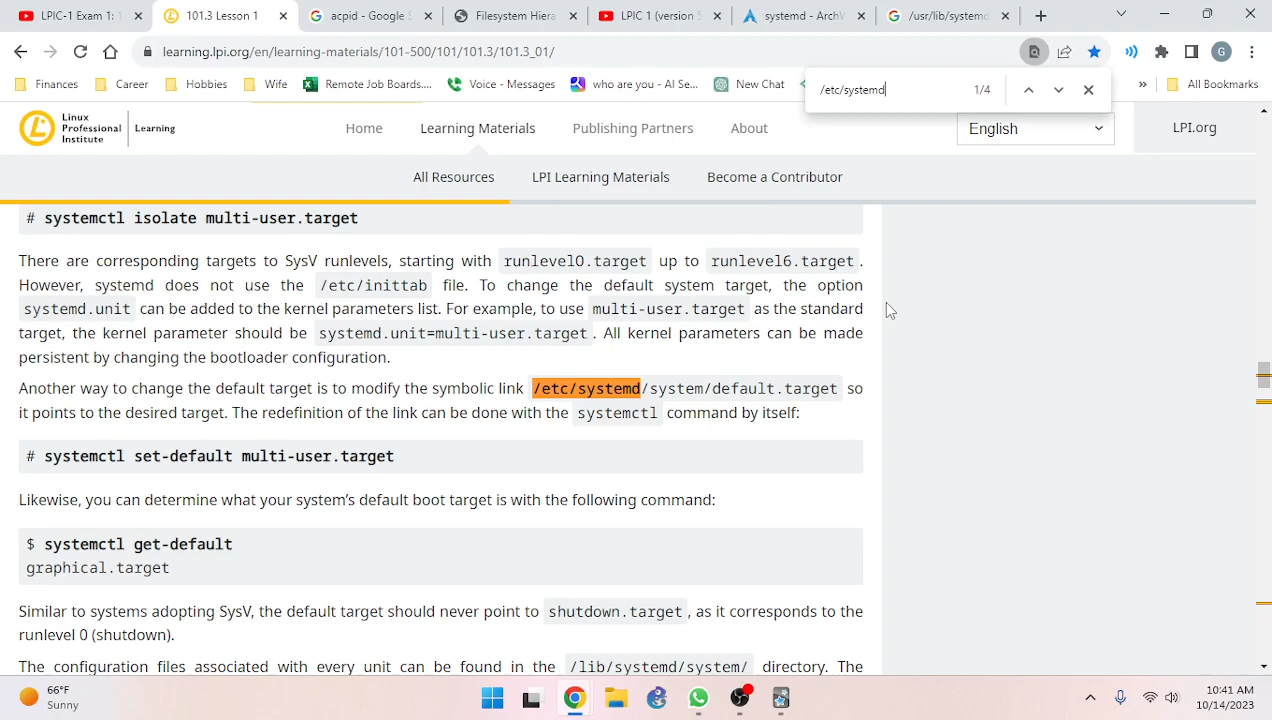 LPIC-1 Exam 1: 1
101.3 Lesson 1
acpid - Google S
Filesystem Hiera
LPIC 1 (version 5
systemd - ArchW
/usr/lib/systemd
learning.lpi.org/en/learning-materials/101-500/101/101.3/101.3_01/
G
Finances
Career
Hobbies
Wife
Remote Job Boards....
Voice - Messages
who are you - AI Se...
New Chat
»
All Bookmarks
/etc/systemd
1/4
Linux
Professional
Institute
Learning
Home
Learning Materials
Publishing Partners
About
English
LPI.org
All Resources
LPI Learning Materials
Become a Contributor
# systemctl isolate multi-user.target
There are corresponding targets to SysV runlevels, starting with runlevel0.target up to runlevel6.target.
However, systemd does not use the /etc/inittab file. To change the default system target, the option
systemd.unit can be added to the kernel parameters list. For example, to use multi-user.target as the standard
target, the kernel parameter should be systemd.unit=multi-user.target. All kernel parameters can be made
persistent by changing the bootloader configuration.
Another way to change the default target is to modify the symbolic link /etc/systemd/system/default.target so
it points to the desired target. The redefinition of the link can be done with the systemctl command by itself:
# systemctl set-default multi-user.target
Likewise, you can determine what your system's default boot target is with the following command:
$ systemctl get-default
graphical.target
Similar to systems adopting SysV, the default target should never point to shutdown.target, as it corresponds to the
runlevel 0 (shutdown).
The configuration files associated with every unit can be found in the /lib/systemd/system/ directory. The
66°F
Sunny
10:41 AM
10/14/2023